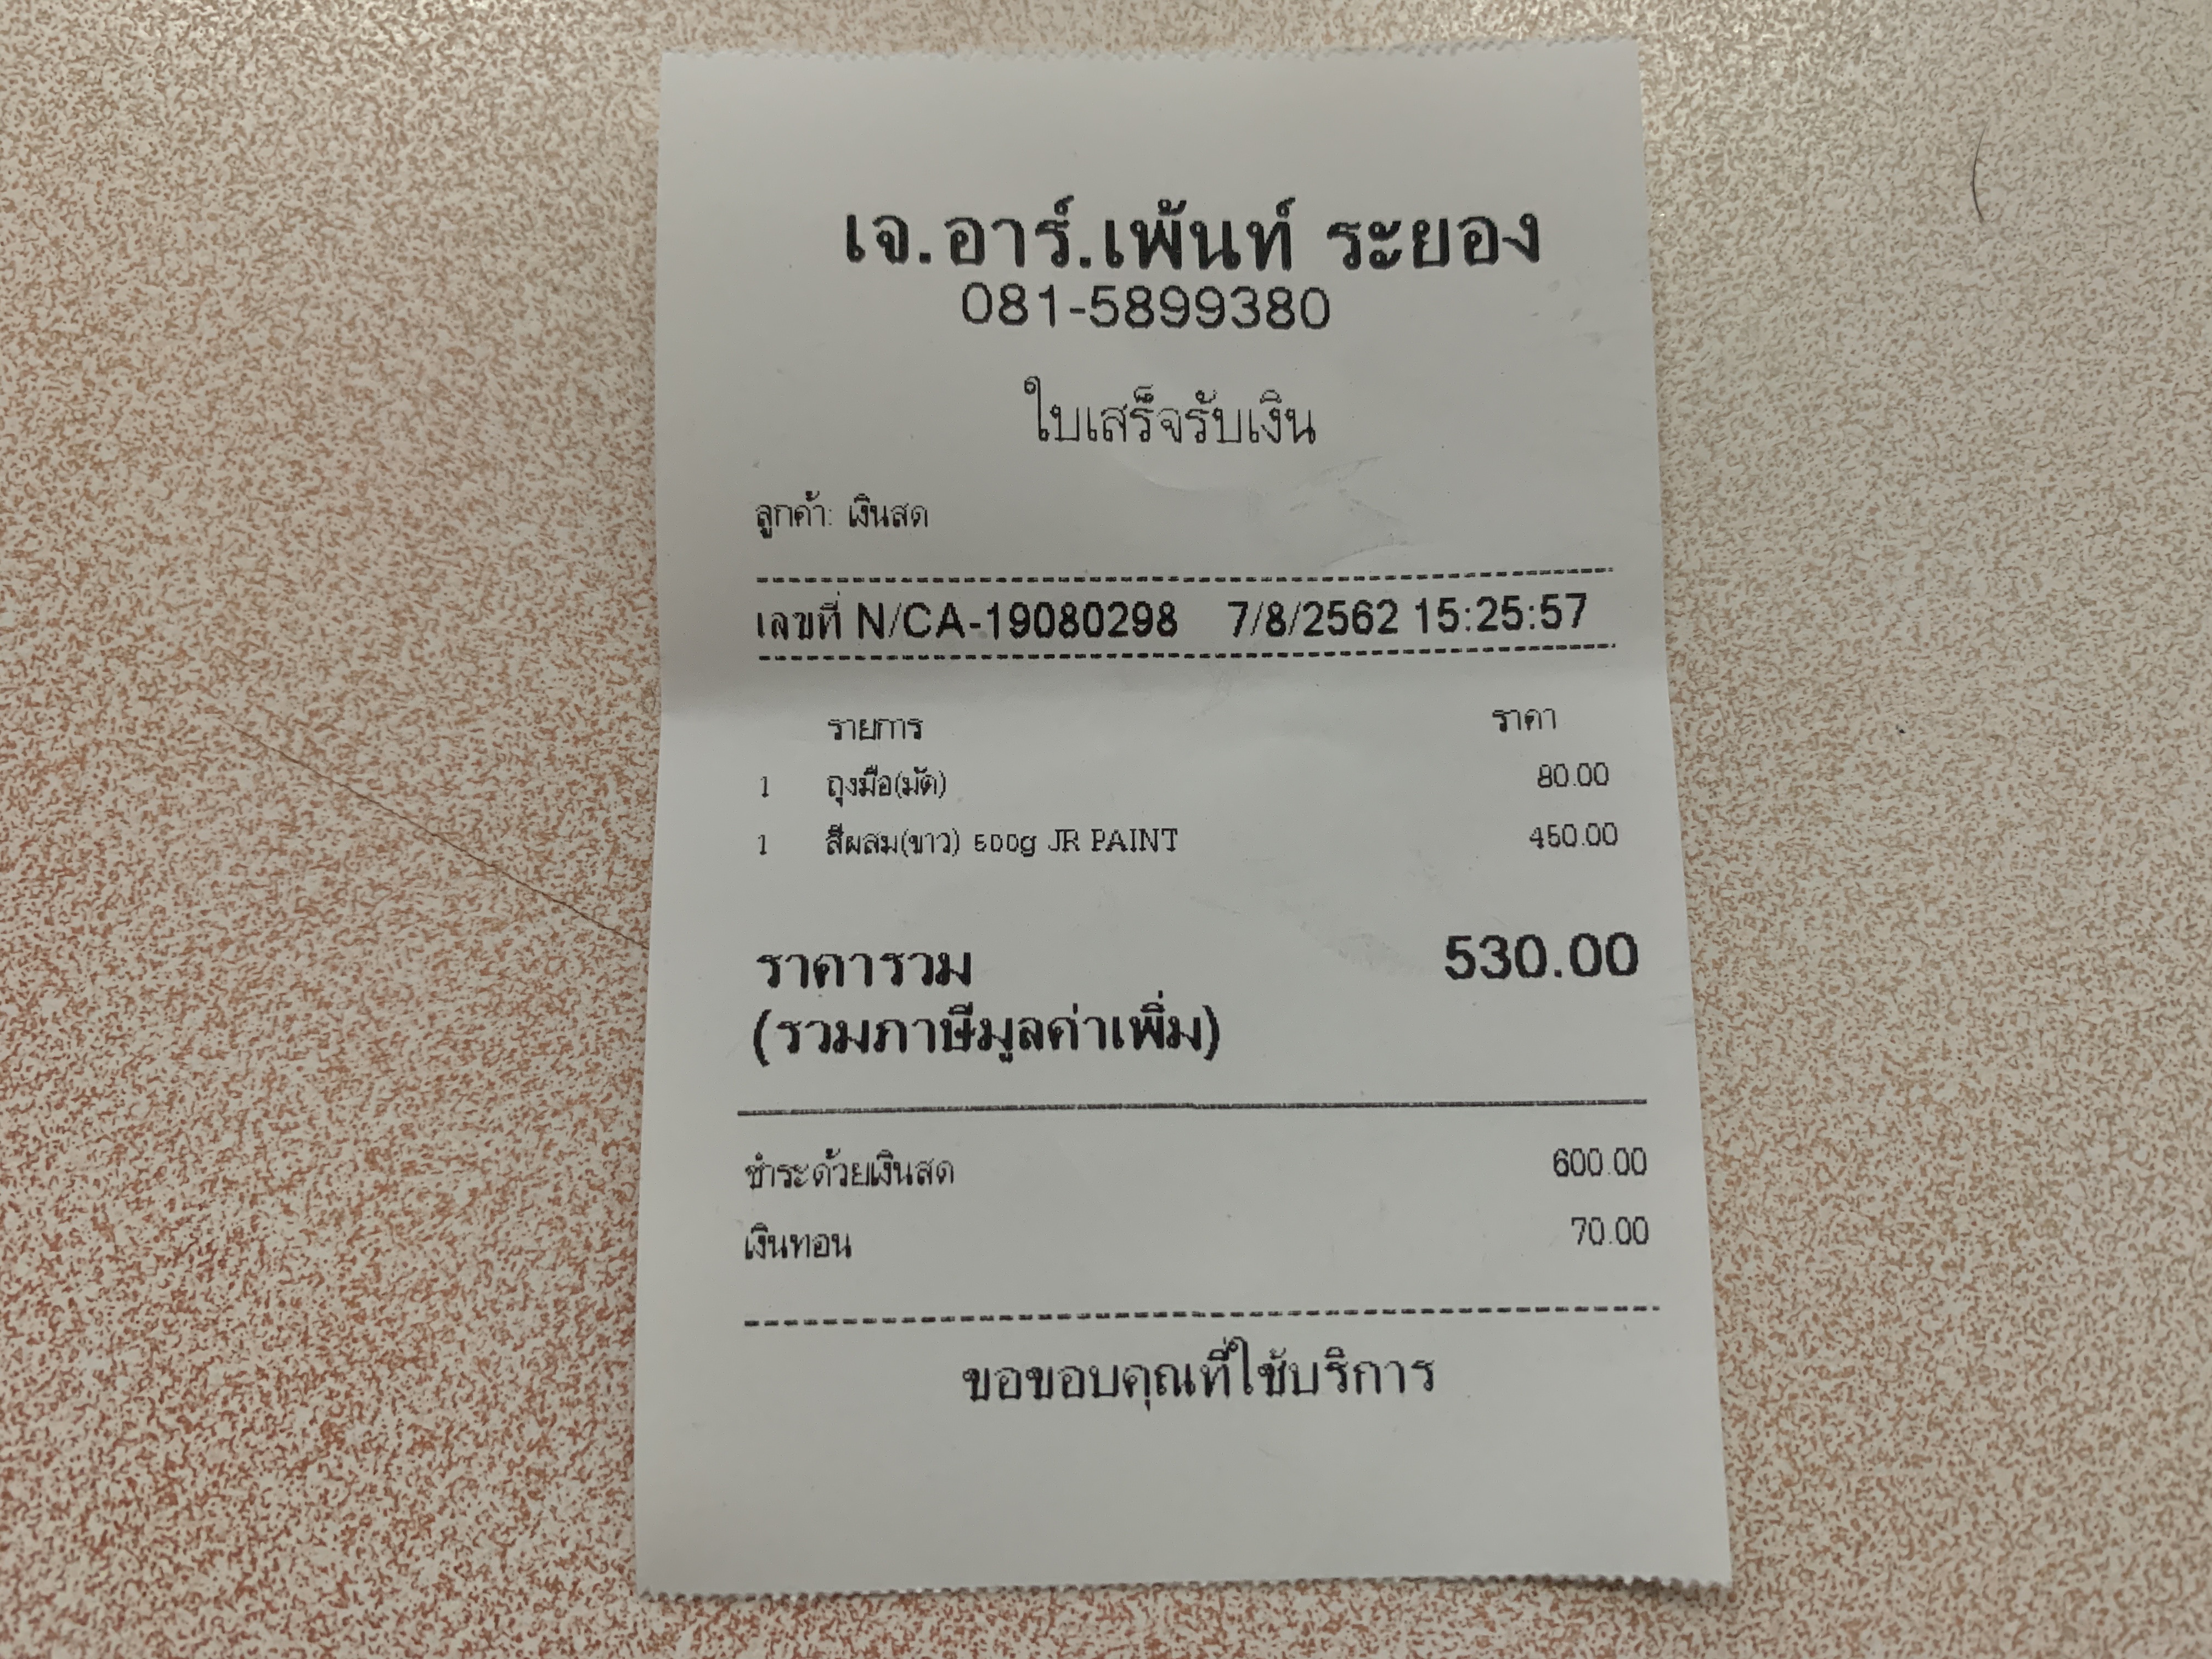 เจ.อาร์.เพ้นท์ ระยอง
081-5899380
ใบเสร็จรับเงิน
ลูกค้า: เงินสด
เลขที่ N/CA-19080298 7/8/2562 15:25:57
รายการ ราคา
1 ถุงมือ(มัด) 80.00
1 สีผสม(ขาว) 500g JR PAINT 450.00
ราคารวม 530.00
(รวมภาษีมูลค่าเพิ่ม)
ชำระด้วยเงินสด 600.00
เงินทอน 70.00
ขอขอบคุณที่ใช้บริการ